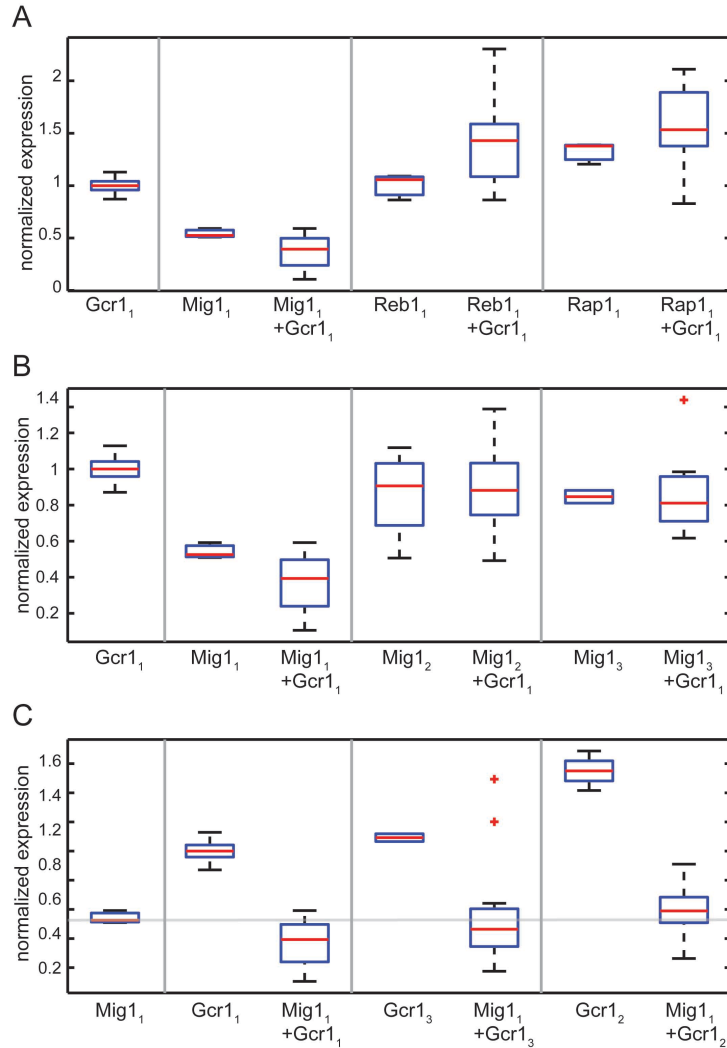 A
normalized expression
2
1.5
1
0.5
0
Gcr1₁
Mig1₁
Mig1₁
+Gcr1₁
Reb1₁
Reb1₁
+Gcr1₁
Rap1₁
Rap1₁
+Gcr1₁
B
normalized expression
1.4
1.2
1
0.8
0.6
0.4
0.2
Gcr1₁
Mig1₁
Mig1₁
+Gcr1₁
Mig1₂
Mig1₂
+Gcr1₁
Mig1₃
Mig1₃
+Gcr1₁
C
normalized expression
1.6
1.4
1.2
0.8
0.6
0.4
0.2
Mig1₁
Gcr1₁
Mig1₁
+Gcr1₁
Gcr1₃
Mig1₁
+Gcr1₃
Gcr1₂
Mig1₁
+Gcr1₂